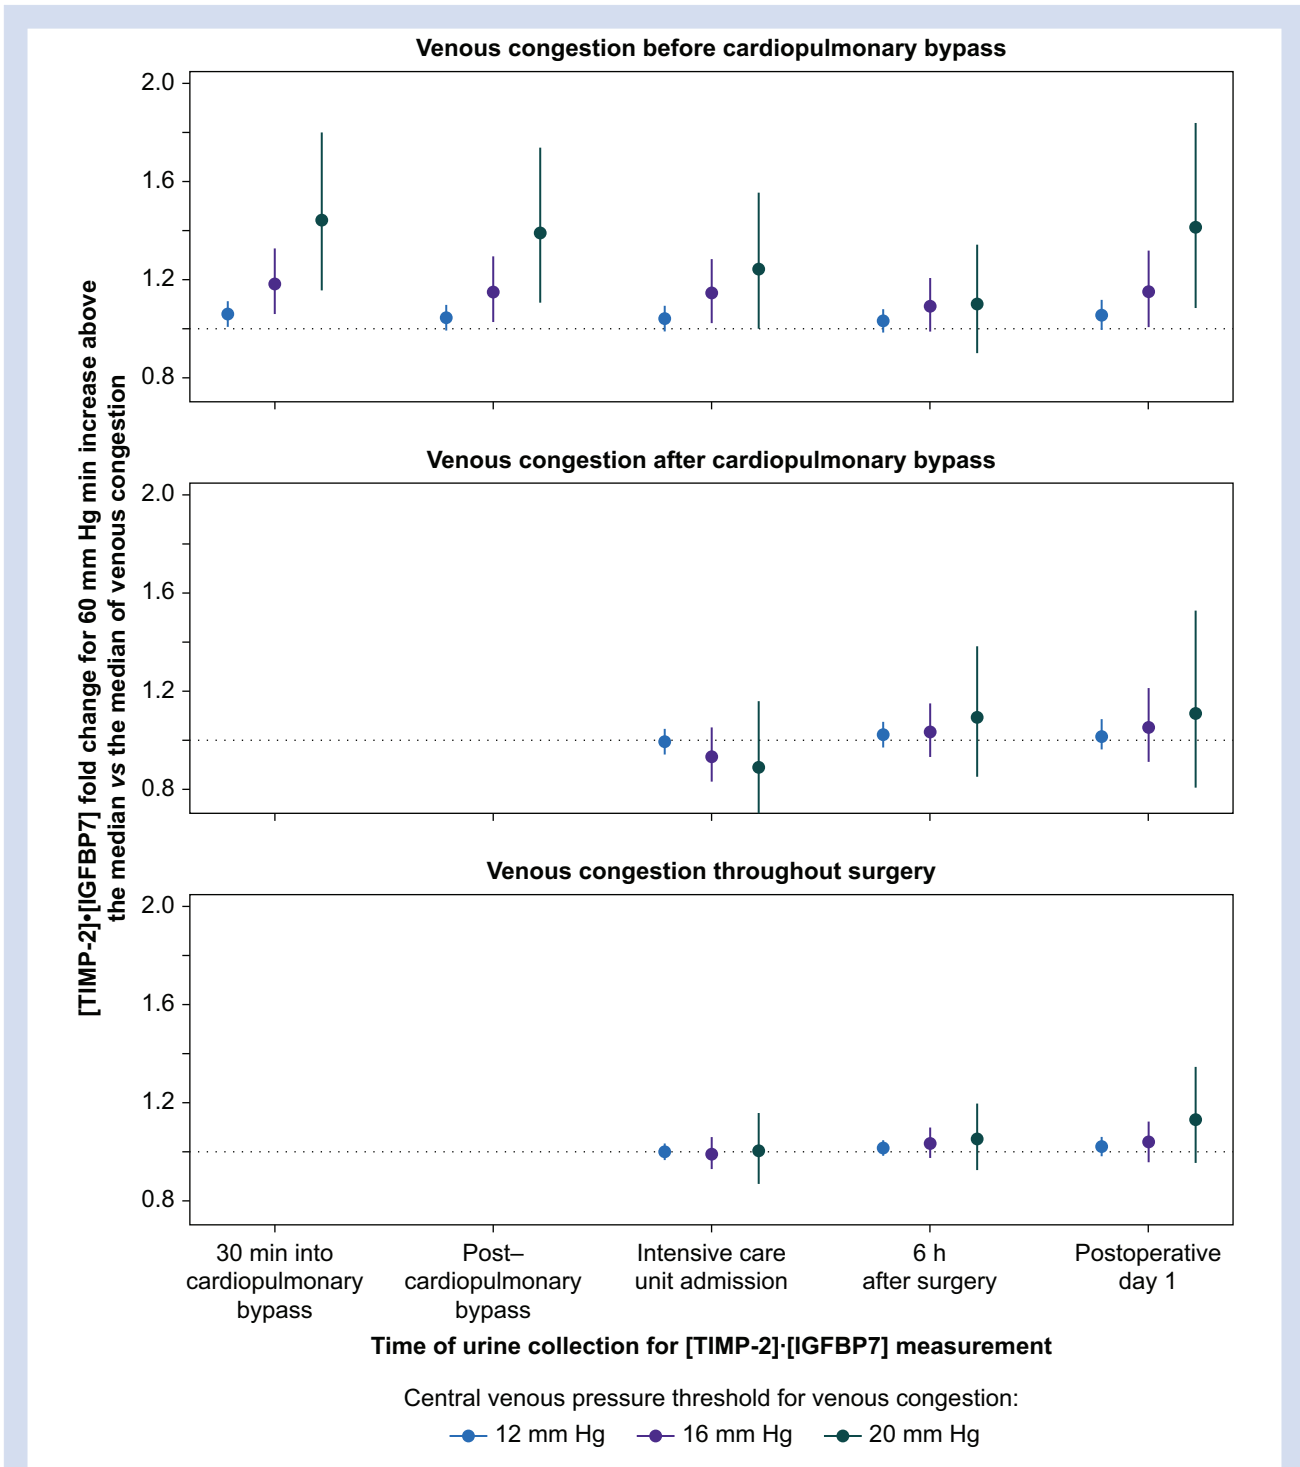 Venous congestion before cardiopulmonary bypass
2.0
1.6
1.2
0.8
Venous congestion after cardiopulmonary bypass
2.0
1.6
1.2
0.8
Venous congestion throughout surgery
2.0
1.6
1.2
0.8
[TIMP-2]•[IGFBP7] fold change for 60 mm Hg min increase above
the median vs the median of venous congestion
30 min into
cardiopulmonary
bypass
Post–
cardiopulmonary
bypass
Intensive care
unit admission
6 h
after surgery
Postoperative
day 1
Time of urine collection for [TIMP-2]·[IGFBP7] measurement
Central venous pressure threshold for venous congestion:
12 mm Hg 16 mm Hg 20 mm Hg